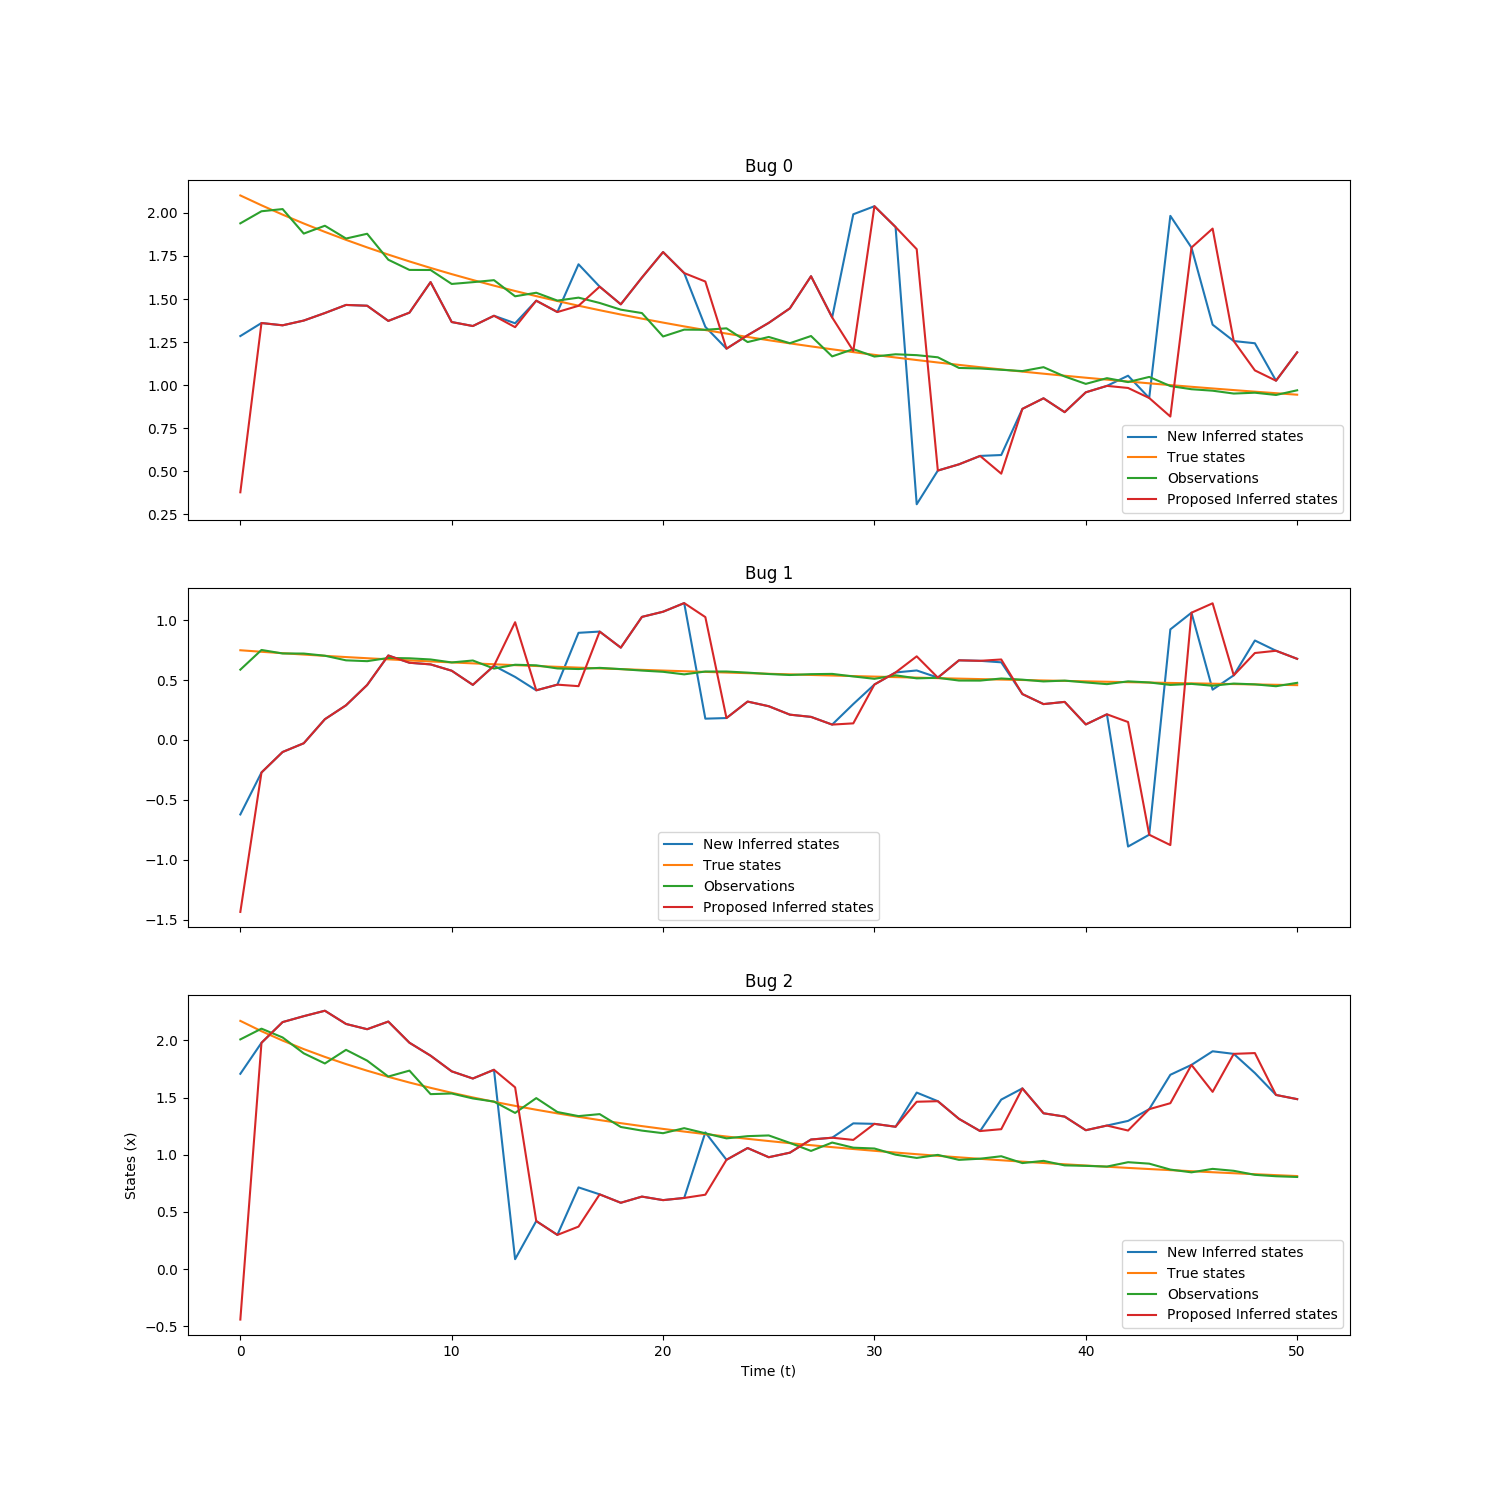 Bug 0
2.00
1.75
1.50
1.25
1.00
0.75
0.50
0.25
New Inferred states
True states
Observations
Proposed Inferred states
Bug 1
1.0
0.5
0.0
−0.5
−1.0
−1.5
New Inferred states
True states
Observations
Proposed Inferred states
Bug 2
States (x)
2.0
1.5
1.0
0.5
0.0
−0.5
New Inferred states
True states
Observations
Proposed Inferred states
0 10 20 30 40 50
Time (t)